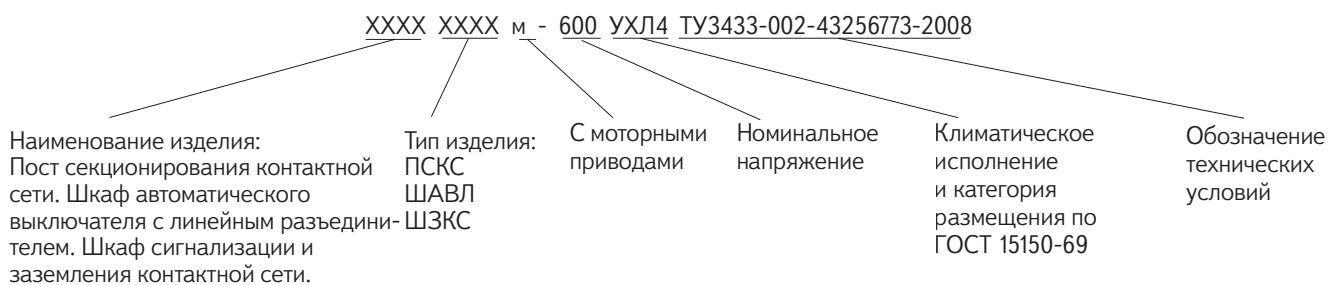 ХХХХ ХХХХ м - 600 УХЛ4 ТУ3433-002-43256773-2008
Наименование изделия:
Пост секционирования контактной
сети. Шкаф автоматического
выключателя с линейным разъедини-
телем. Шкаф сигнализации и
заземления контактной сети.
Тип изделия:
ПСКС
ШАВЛ
ШЗКС
С моторными
приводами
Номинальное
напряжение
Климатическое
исполнение
и категория
размещения по
ГОСТ 15150-69
Обозначение
технических
условий